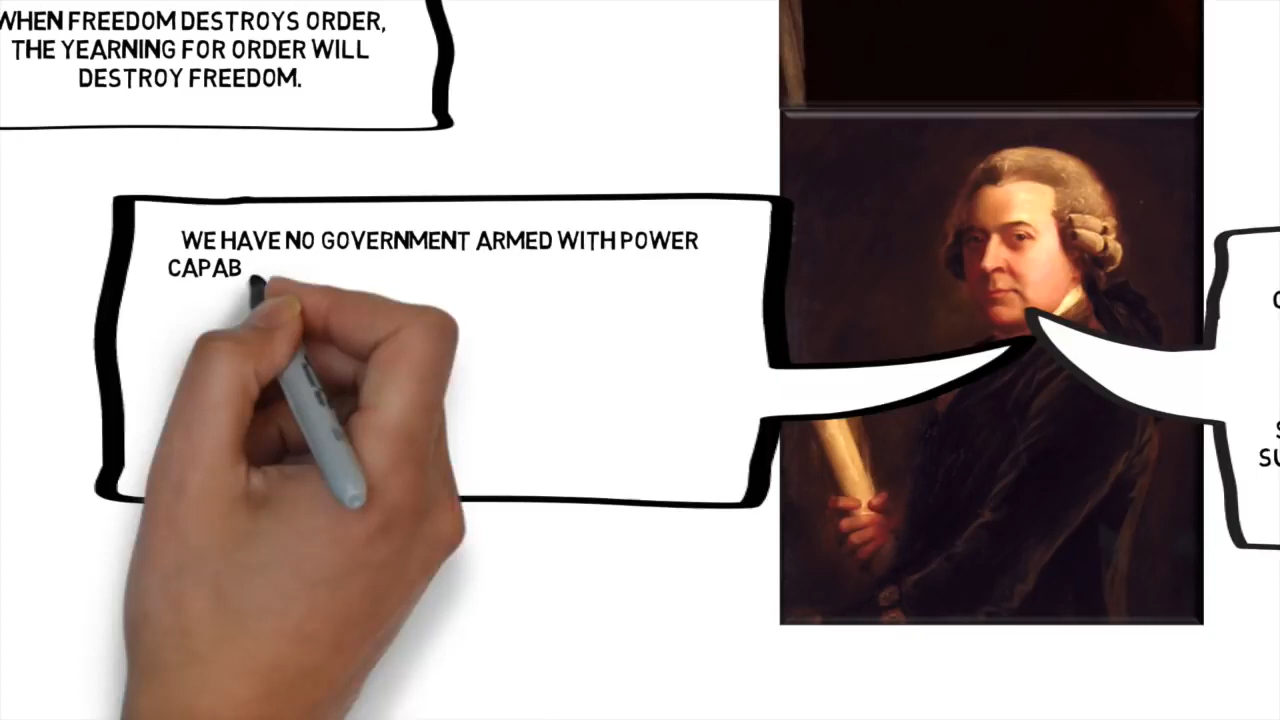 WHEN FREEDOM DESTROYS ORDER,
THE YEARNING FOR ORDER WILL
DESTROY FREEDOM.
WE HAVE NO GOVERNMENT ARMED WITH POWER
CAPAB